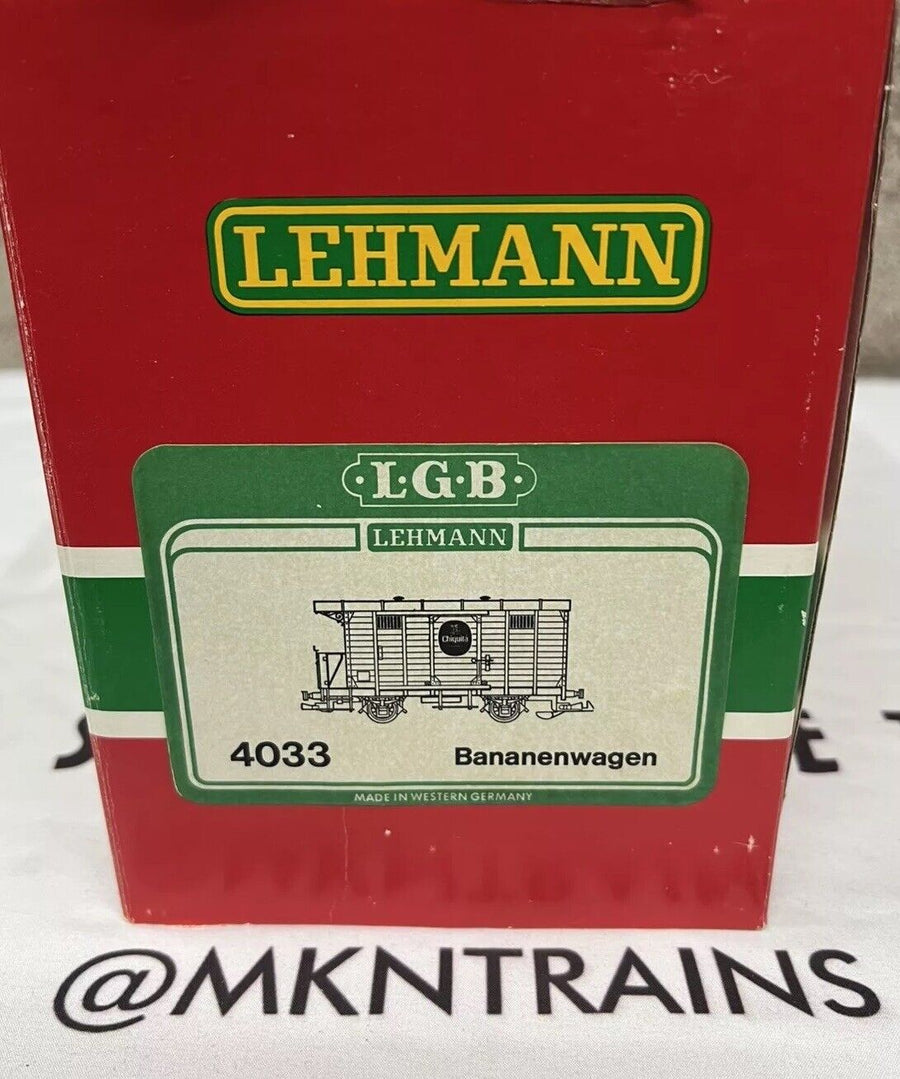 LEHMANN
L·G·B
LEHMANN
Chiquita
4033 Bananenwagen
MADE IN WESTERN GERMANY
@MKNTRAINS